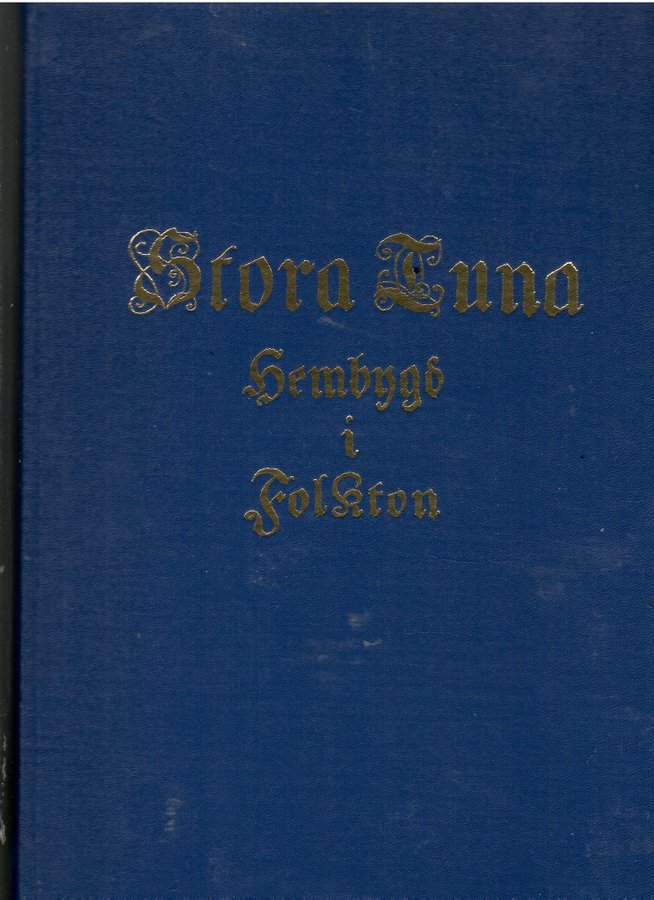 Stora Tuna
Hembygd
i
Folkton